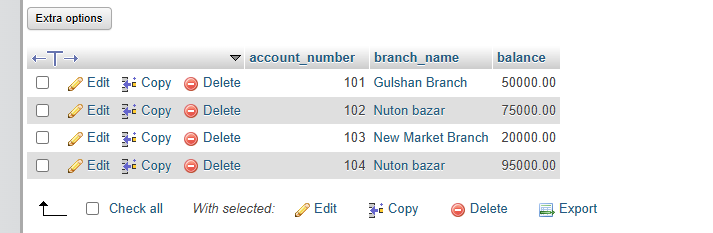 Extra options
account_number branch_name balance
Edit Copy Delete 101 Gulshan Branch 50000.00
Edit Copy Delete 102 Nuton bazar 75000.00
Edit Copy Delete 103 New Market Branch 20000.00
Edit Copy Delete 104 Nuton bazar 95000.00
Check all With selected: Edit Copy Delete Export